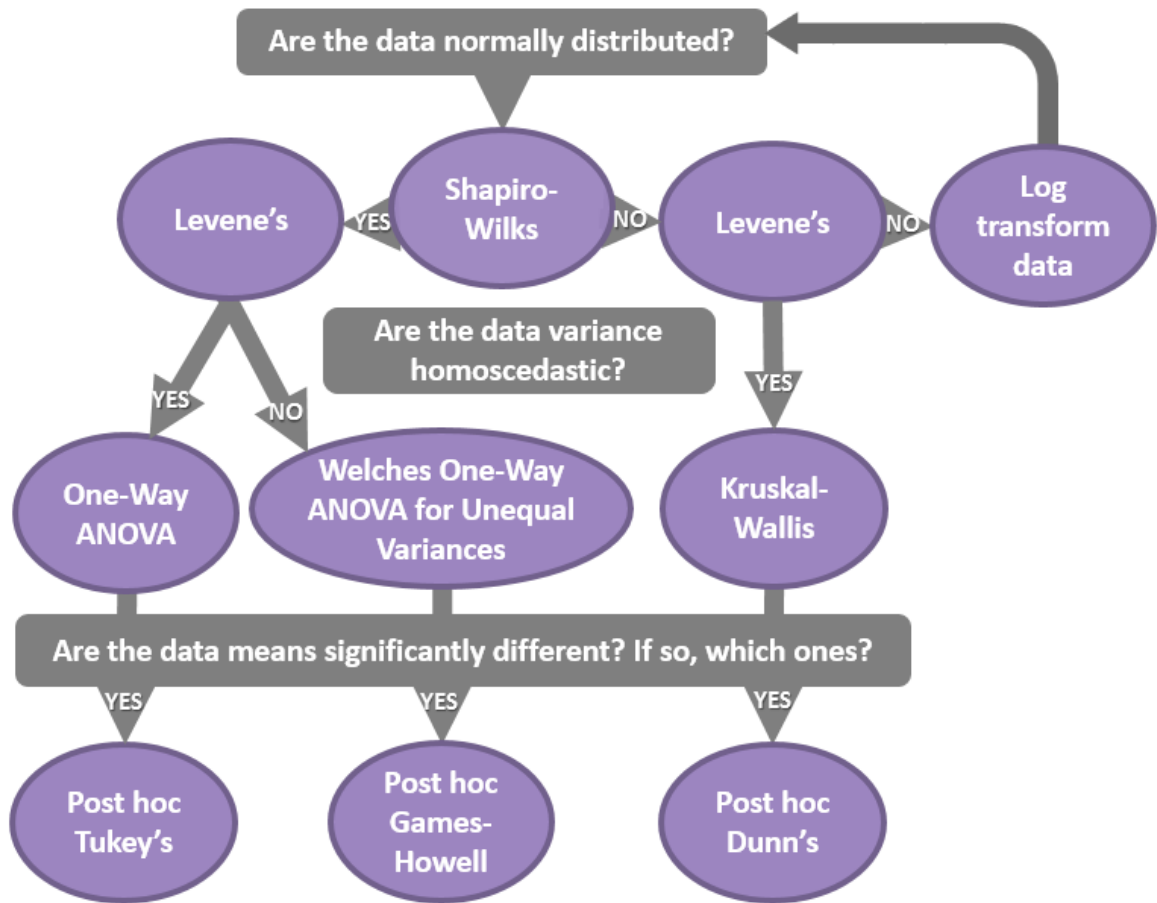 Are the data normally distributed?
Levene's
YES
Shapiro-
Wilks
NO
Levene's
NO
Log
transform
data
Are the data variance
homoscedastic?
YES
NO
YES
One-Way
ANOVA
Welches One-Way
ANOVA for Unequal
Variances
Kruskal-
Wallis
Are the data means significantly different? If so, which ones?
YES
YES
YES
Post hoc
Tukey's
Post hoc
Games-
Howell
Post hoc
Dunn's